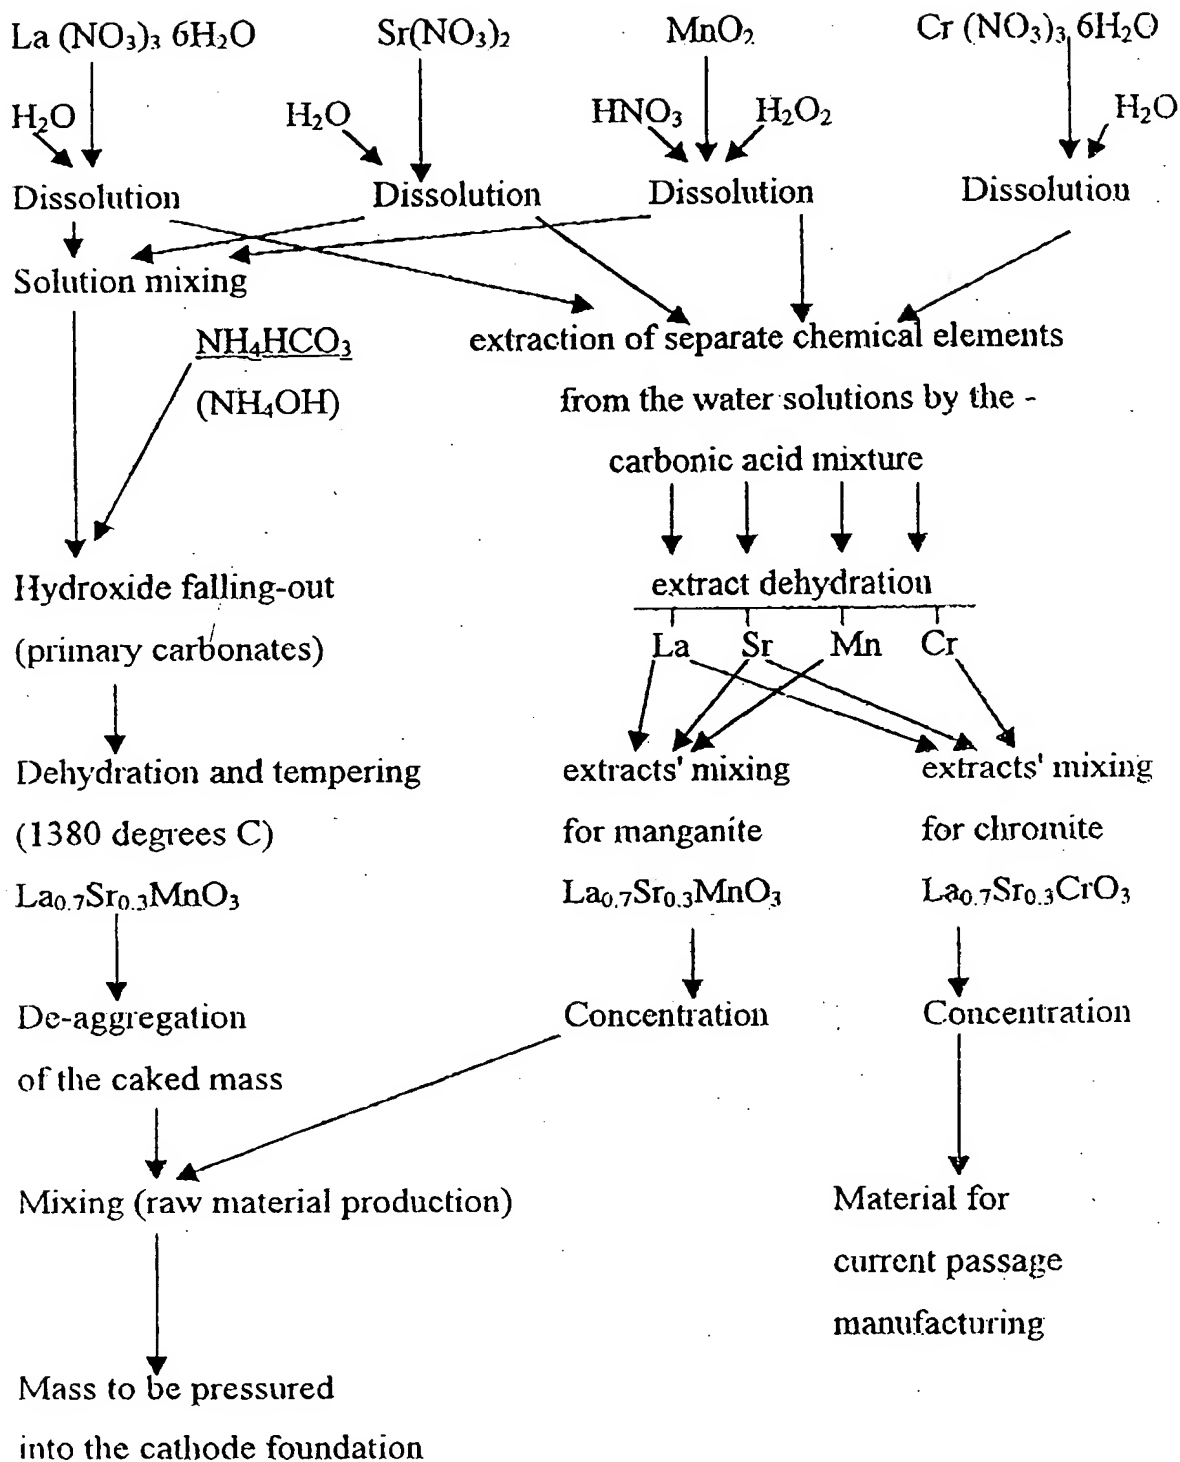 La (NO₃)₃ 6H₂O Sr(NO₃)₂ MnO₂ Cr (NO₃)₃ 6H₂O
H₂O H₂O HNO₃ H₂O₂ H₂O
Dissolution Dissolution Dissolution Dissolution
Solution mixing
NH₄HCO₃
(NH₄OH)
extraction of separate chemical elements
from the water solutions by the -
carbonic acid mixture
Hydroxide falling-out
(primary carbonates)
extract dehydration
La Sr Mn Cr
Dehydration and tempering
(1380 degrees C)
La₀.₇Sr₀.₃MnO₃
extracts' mixing
for manganite
La₀.₇Sr₀.₃MnO₃
extracts' mixing
for chromite
La₀.₇Sr₀.₃CrO₃
De-aggregation
of the caked mass
Concentration
Concentration
Mixing (raw material production)
Material for
current passage
manufacturing
Mass to be pressured
into the cathode foundation